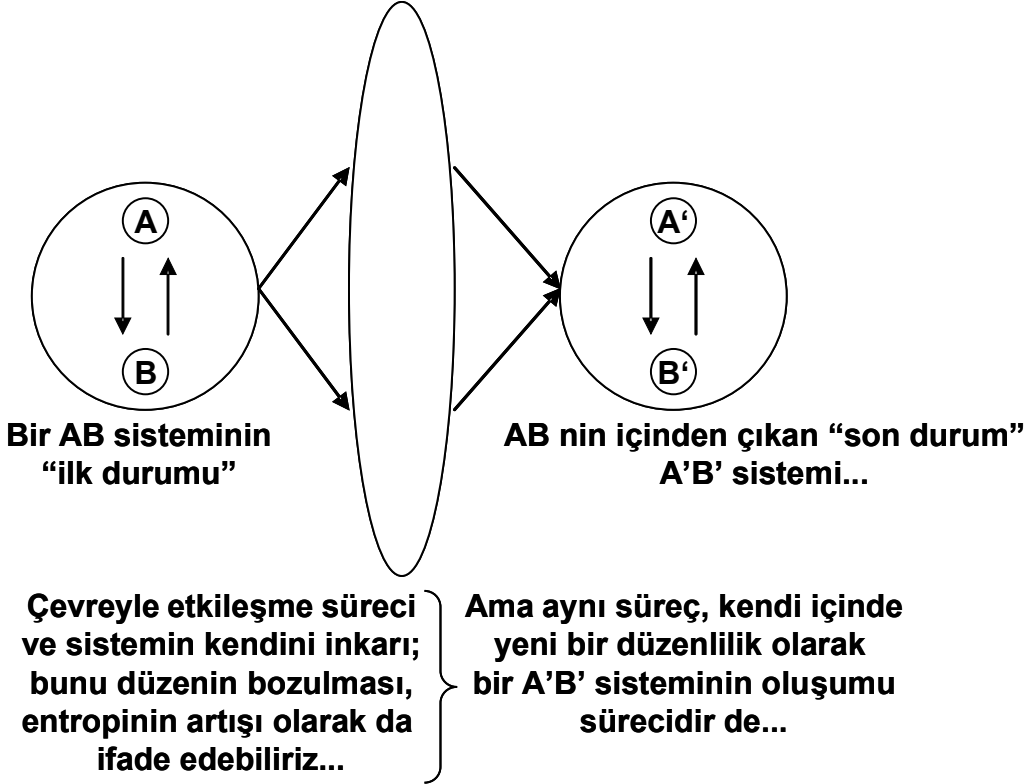 A
B
A‘
B‘
Bir AB sisteminin
“ilk durumu”
AB nin içinden çıkan “son durum”
A’B’ sistemi...
Çevreyle etkileşme süreci
ve sistemin kendini inkarı;
bunu düzenin bozulması,
entropinin artışı olarak da
ifade edebiliriz...
Ama aynı süreç, kendi içinde
yeni bir düzenlilik olarak
bir A’B’ sisteminin oluşumu
sürecidir de...